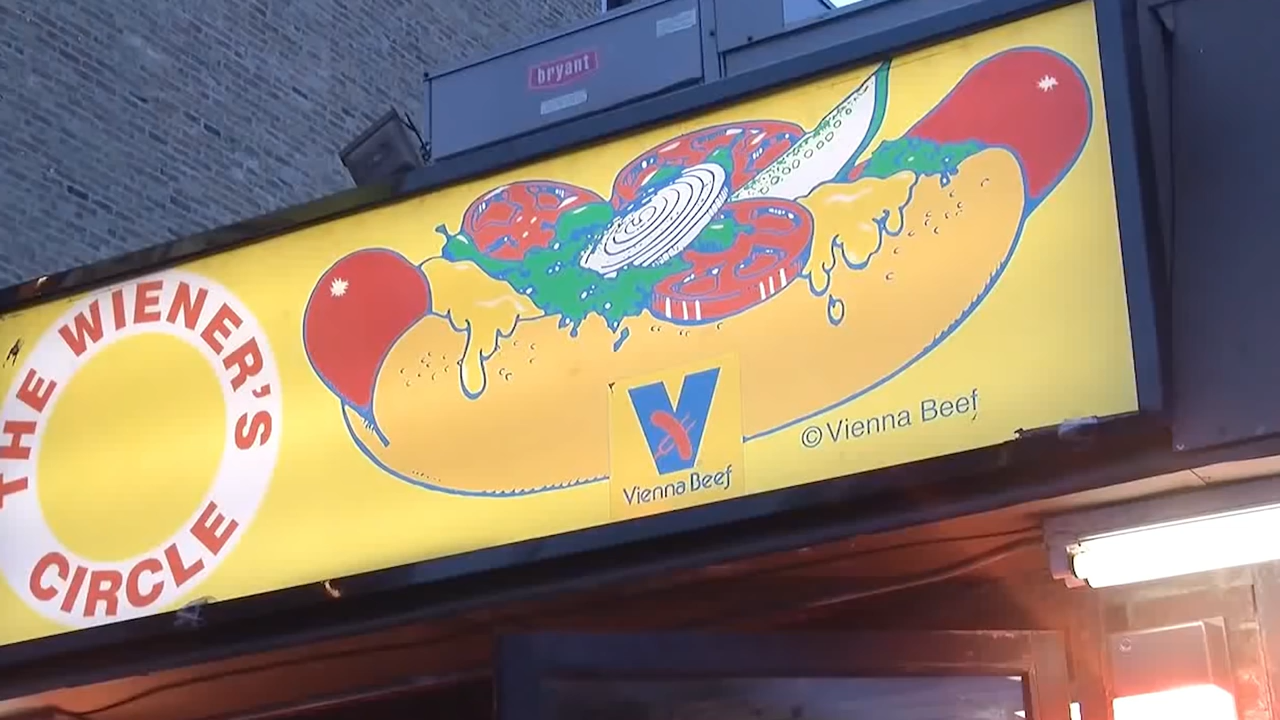 bryant
THE WIENER'S
CIRCLE
© Vienna Beef
Vienna Beef